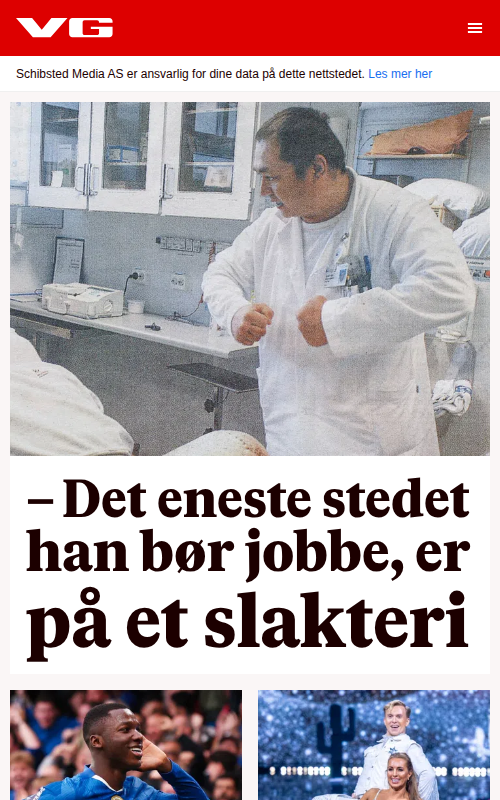 VG
Schibsted Media AS er ansvarlig for dine data på dette nettstedet. Les mer her
– Det eneste stedet
han bør jobbe, er
på et slakteri